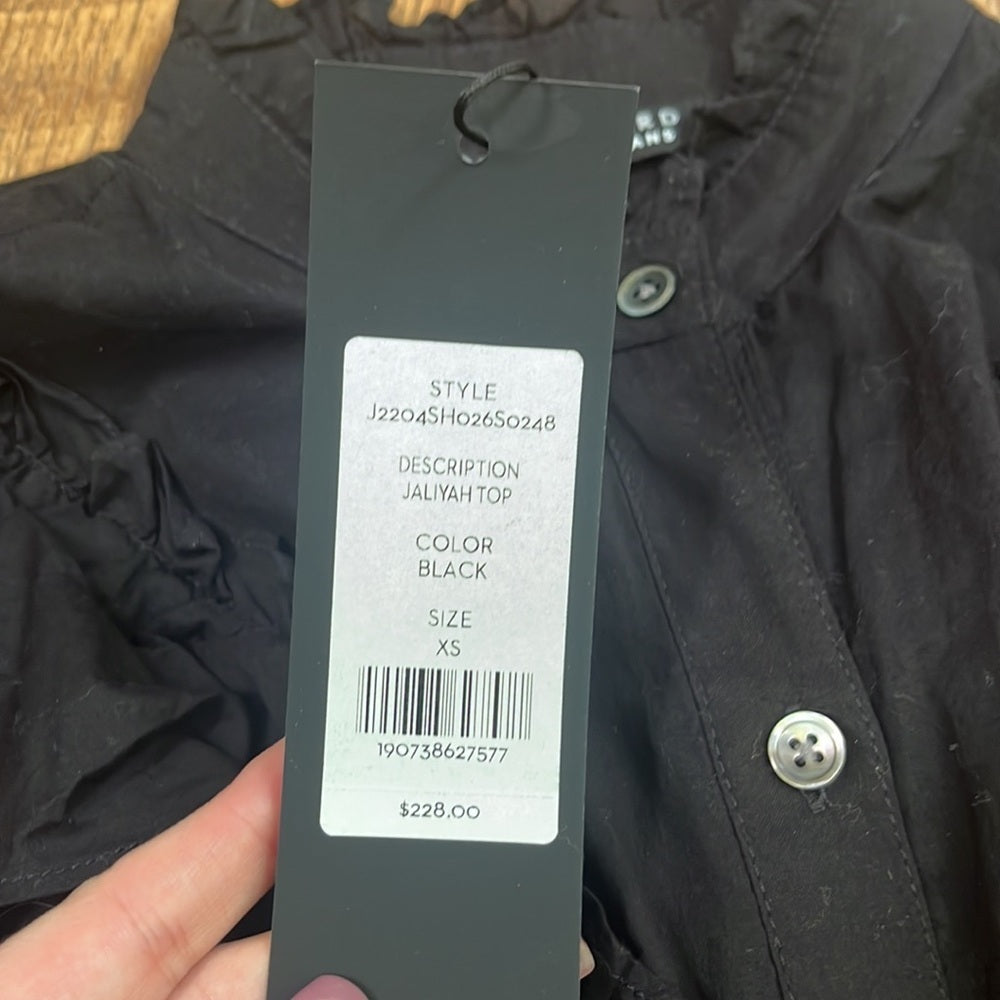 STYLE
J2204SH026S0248
DESCRIPTION
JALIYAH TOP
COLOR
BLACK
SIZE
XS
190738627577
$228.00